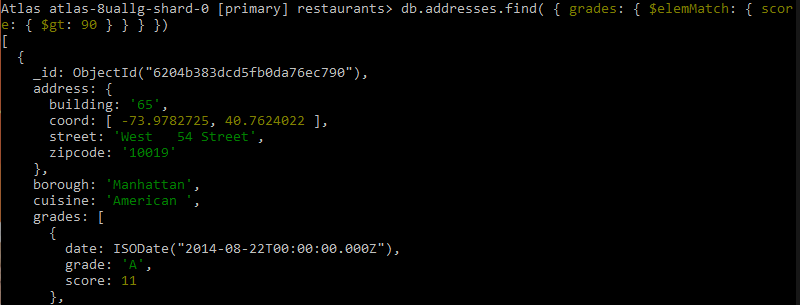 Atlas atlas-8uallg-shard-0 [primary] restaurants> db.addresses.find( { grades: { $elemMatch: { scor
e: { $gt: 90 } } } })
[
  {
    _id: ObjectId("6204b383dcd5fb0da76ec790"),
    address: {
      building: '65',
      coord: [ -73.9782725, 40.7624022 ],
      street: 'West   54 Street',
      zipcode: '10019'
    },
    borough: 'Manhattan',
    cuisine: 'American ',
    grades: [
      {
        date: ISODate("2014-08-22T00:00:00.000Z"),
        grade: 'A',
        score: 11
      },